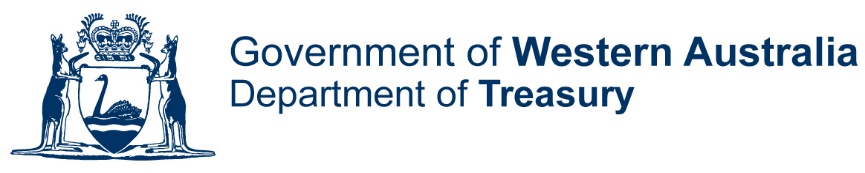 Government of Western Australia
Department of Treasury